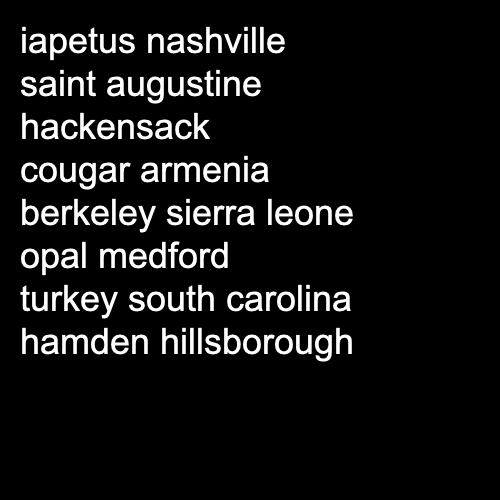 iapetus nashville
saint augustine
hackensack
cougar armenia
berkeley sierra leone
opal medford
turkey south carolina
hamden hillsborough